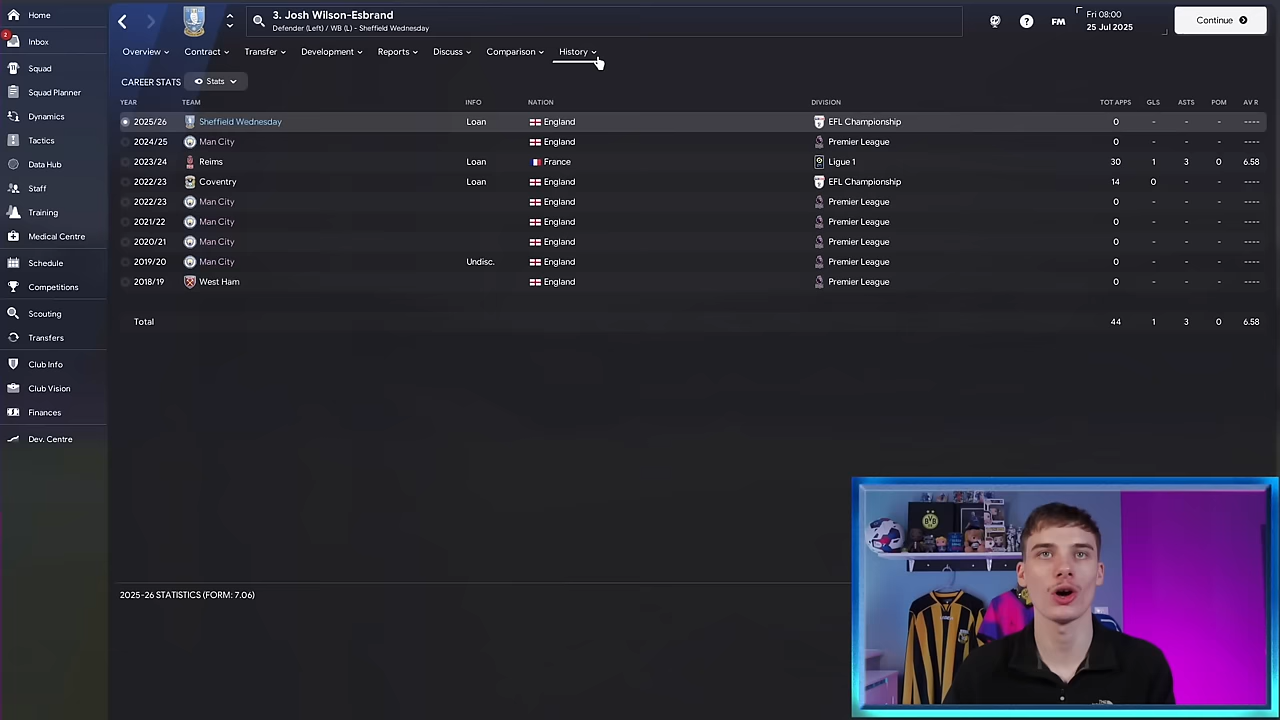 Home
2
Inbox
Squad
Squad Planner
Dynamics
Tactics
Data Hub
Staff
Training
Medical Centre
Schedule
Competitions
Scouting
Transfers
Club Info
Club Vision
Finances
Dev. Centre
3. Josh Wilson-Esbrand
Defender (Left) / WB (L) - Sheffield Wednesday
FM
Fri 08:00
25 Jul 2025
Continue
Overview Contract Transfer Development Reports Discuss Comparison History
CAREER STATS Stats
YEAR TEAM INFO NATION DIVISION TOT APPS GLS ASTS POM AV R
2025/26 Sheffield Wednesday Loan England EFL Championship 0 - - - ----
2024/25 Man City England Premier League 0 - - - ----
2023/24 Reims Loan France Ligue 1 30 1 3 0 6.58
2022/23 Coventry Loan England EFL Championship 14 0 - - ----
2022/23 Man City England Premier League 0 - - - ----
2021/22 Man City England Premier League 0 - - - ----
2020/21 Man City England Premier League 0 - - - ----
2019/20 Man City Undisc. England Premier League 0 - - - ----
2018/19 West Ham England Premier League 0 - - - ----
Total 44 1 3 0 6.58
2025-26 STATISTICS (FORM: 7.06)
BVB